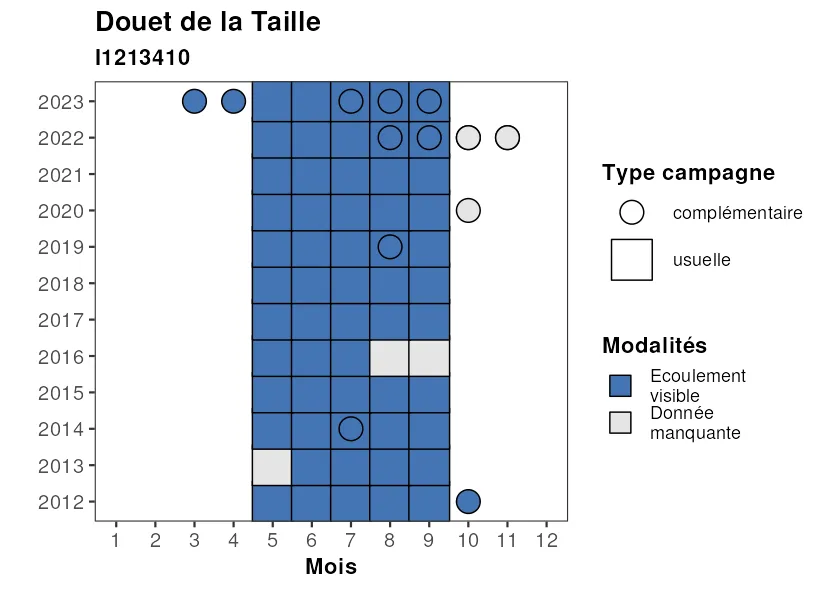 Douet de la Taille
I1213410
2023
2022
2021
2020
2019
2018
2017
2016
2015
2014
2013
2012
1 2 3 4 5 6 7 8 9 10 11 12
Mois
Type campagne
complémentaire
usuelle
Modalités
Ecoulement
visible
Donnée
manquante